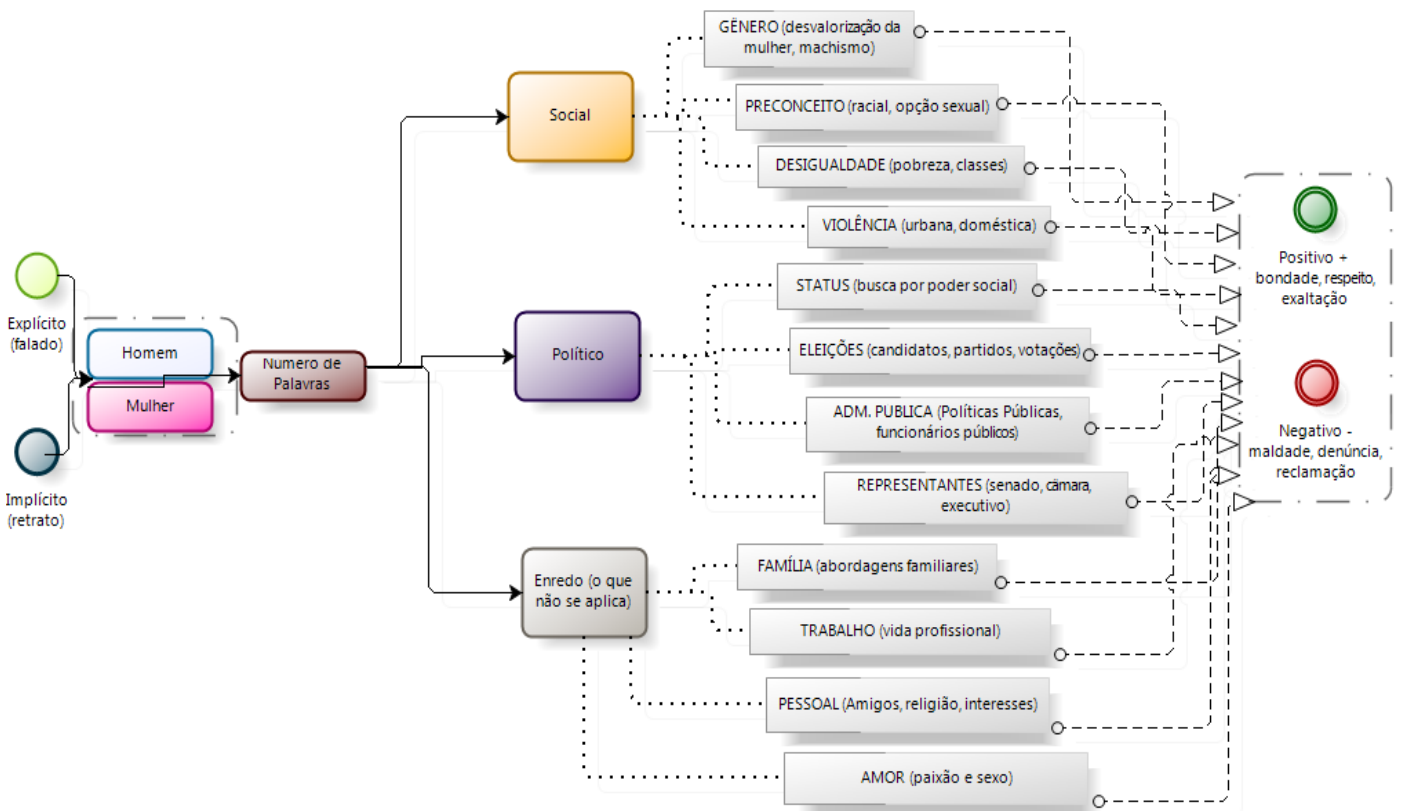 Explícito
(falado)
Implícito
(retrato)
Homem
Mulher
Numero de
Palavras
Social
Político
Enredo (o que
não se aplica)
GÊNERO (desvalorização da
mulher, machismo)
PRECONCEITO (racial, opção sexual)
DESIGUALDADE (pobreza, classes)
VIOLÊNCIA (urbana, doméstica)
STATUS (busca por poder social)
ELEIÇÕES (candidatos, partidos, votações)
ADM. PUBLICA (Políticas Públicas,
funcionários públicos)
REPRESENTANTES (senado, câmara,
executivo)
FAMÍLIA (abordagens familiares)
TRABALHO (vida profissional)
PESSOAL (Amigos, religião, interesses)
AMOR (paixão e sexo)
Positivo +
bondade, respeito,
exaltação
Negativo -
maldade, denúncia,
reclamação